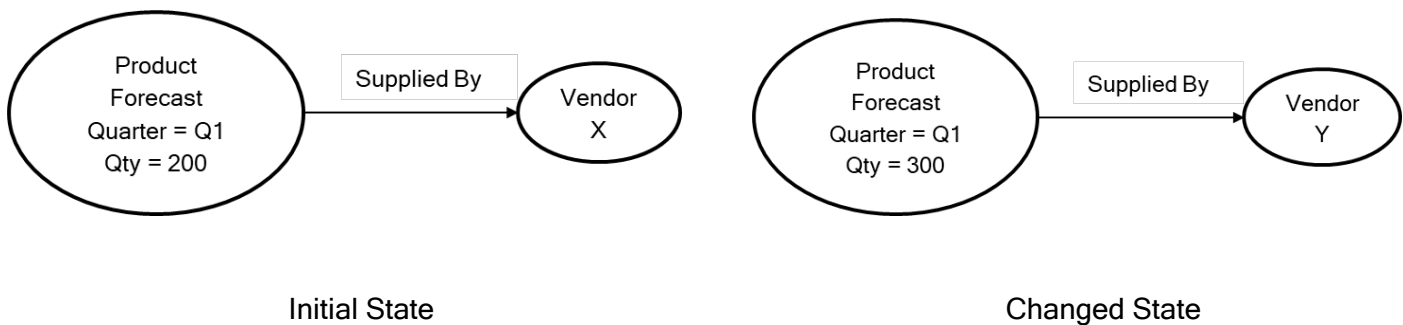 Product
Forecast
Quarter = Q1
Qty = 200
Supplied By
Vendor
X
Initial State
Product
Forecast
Quarter = Q1
Qty = 300
Supplied By
Vendor
Y
Changed State